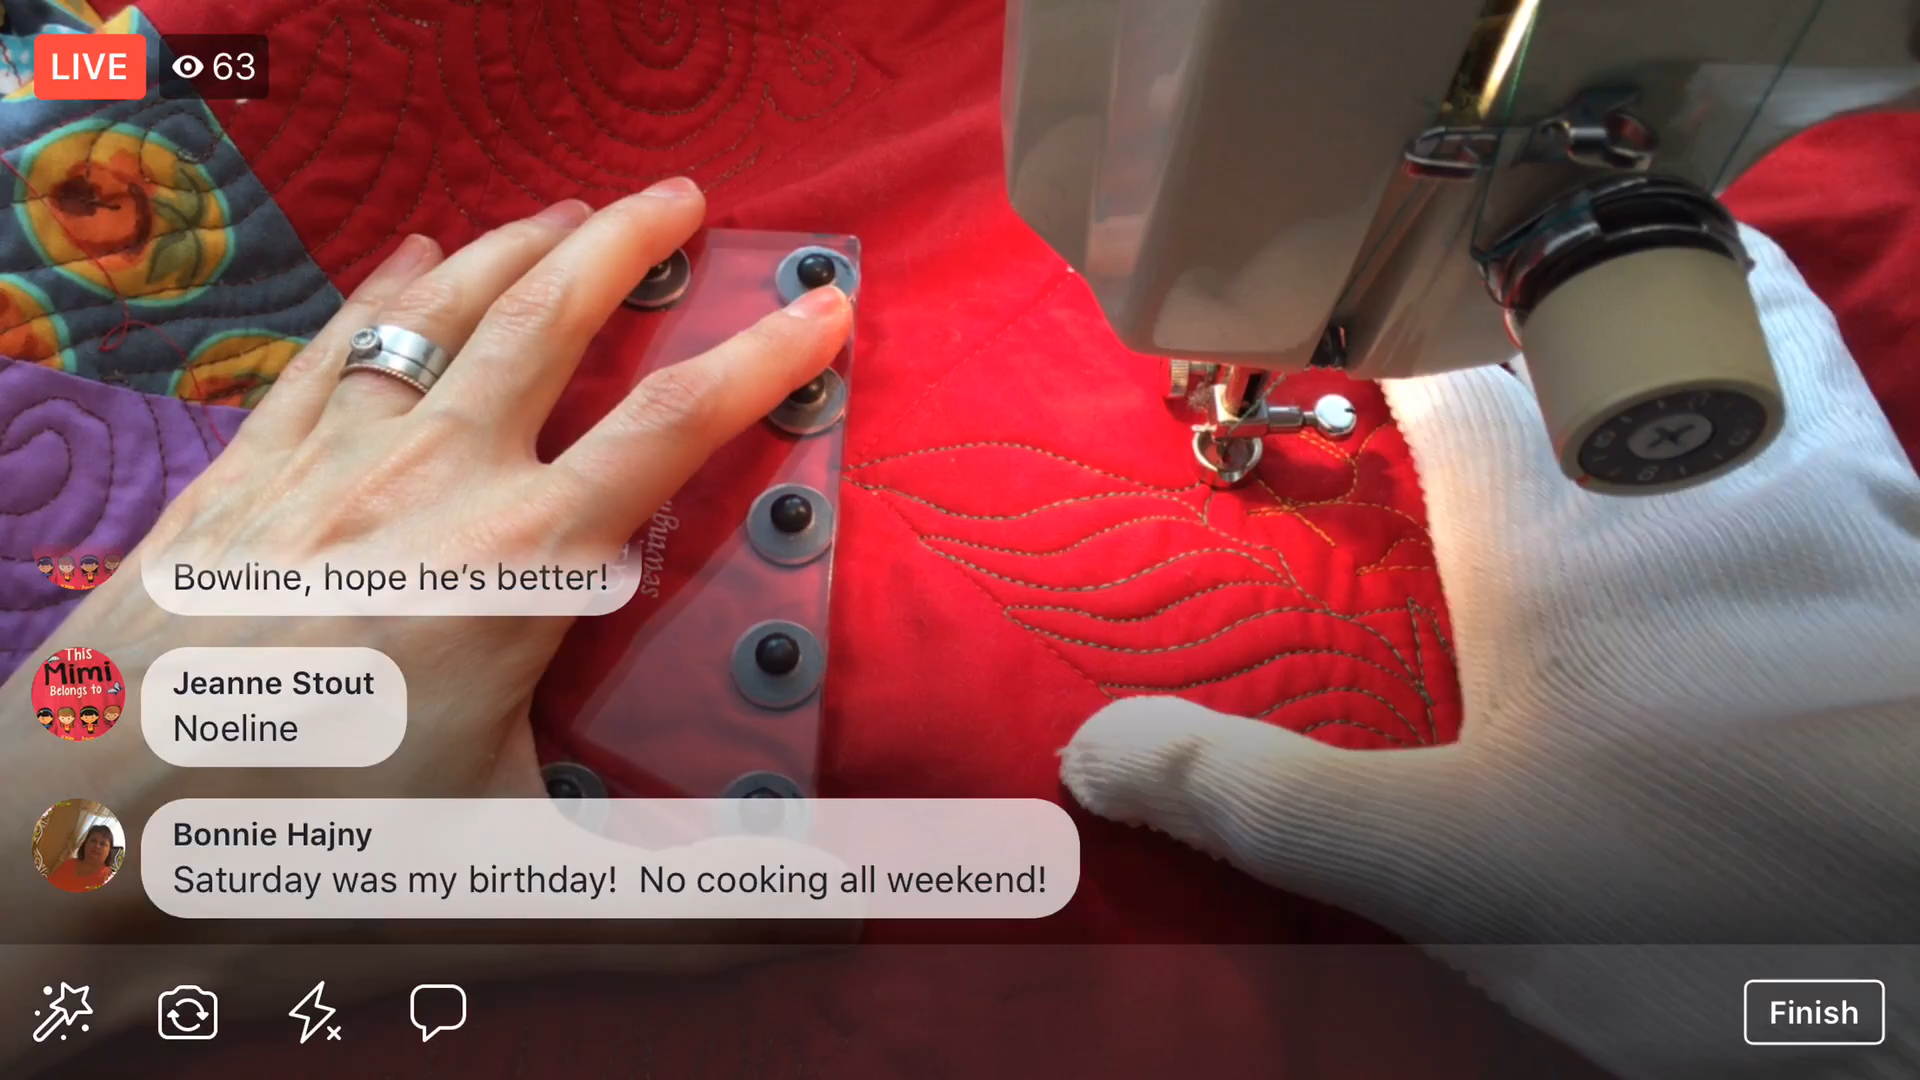 LIVE
63
Bowline, hope he's better!
sewing
This
Mimi
Belongs to
Jeanne Stout
Noeline
Bonnie Hajny
Saturday was my birthday!  No cooking all weekend!
Finish